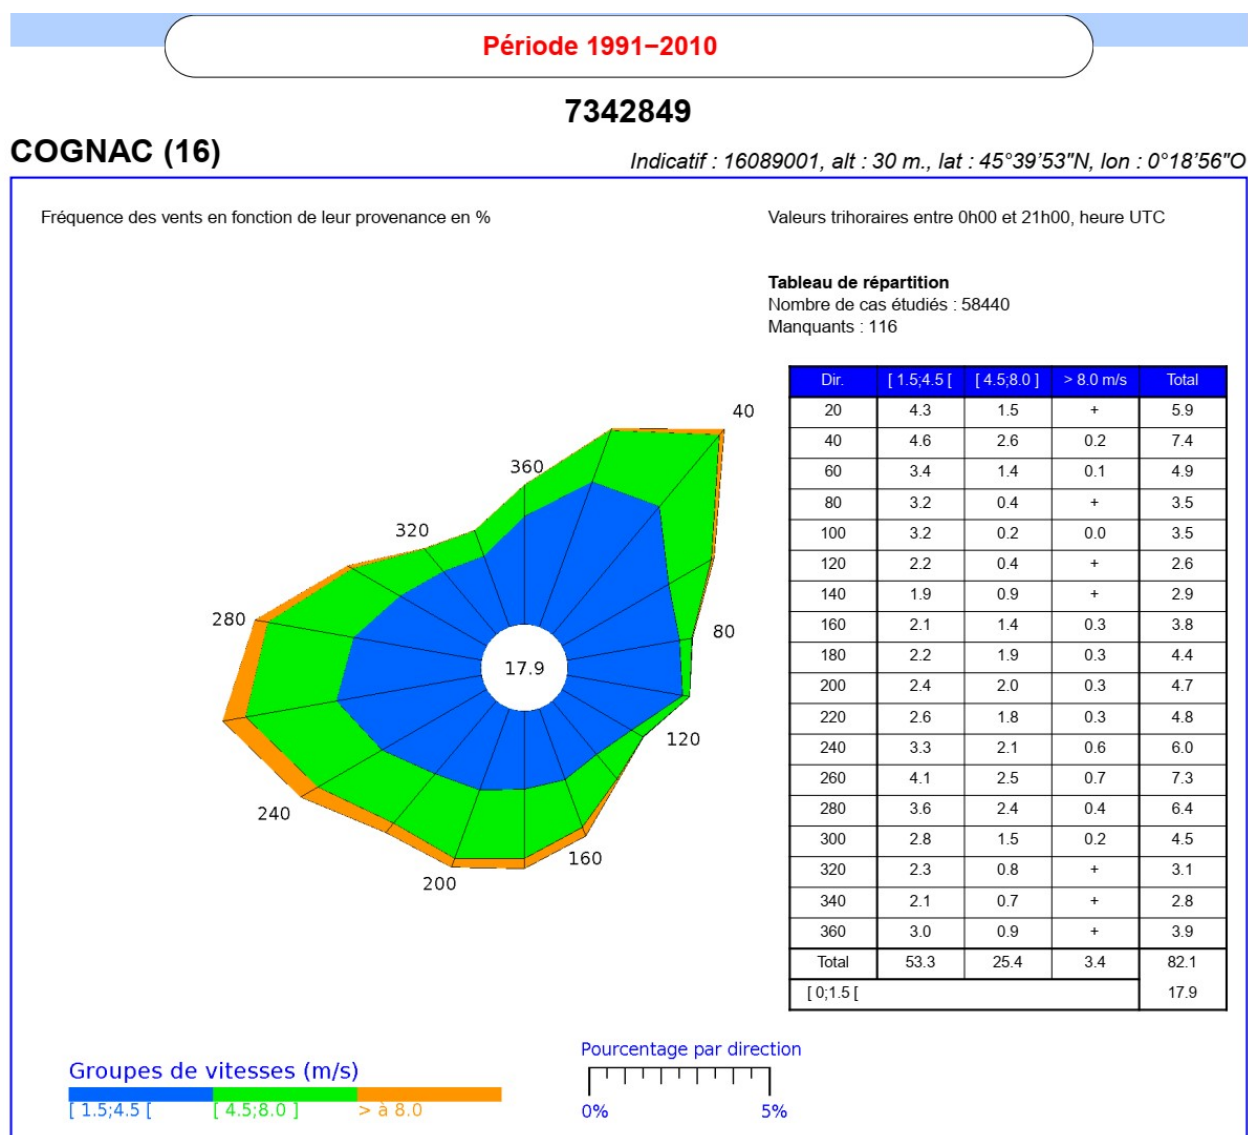 Période 1991−2010
7342849
COGNAC (16)
Indicatif : 16089001, alt : 30 m., lat : 45°39'53"N, lon : 0°18'56"O
Fréquence des vents en fonction de leur provenance en %
Valeurs trihoraires entre 0h00 et 21h00, heure UTC
Tableau de répartition
Nombre de cas étudiés : 58440
Manquants : 116
Dir. [ 1.5;4.5 [ [ 4.5;8.0 ] > 8.0 m/s Total
20 4.3 1.5 + 5.9
40 4.6 2.6 0.2 7.4
60 3.4 1.4 0.1 4.9
80 3.2 0.4 + 3.5
100 3.2 0.2 0.0 3.5
120 2.2 0.4 + 2.6
140 1.9 0.9 + 2.9
160 2.1 1.4 0.3 3.8
180 2.2 1.9 0.3 4.4
200 2.4 2.0 0.3 4.7
220 2.6 1.8 0.3 4.8
240 3.3 2.1 0.6 6.0
260 4.1 2.5 0.7 7.3
280 3.6 2.4 0.4 6.4
300 2.8 1.5 0.2 4.5
320 2.3 0.8 + 3.1
340 2.1 0.7 + 2.8
360 3.0 0.9 + 3.9
Total 53.3 25.4 3.4 82.1
[ 0;1.5 [ 17.9
40
360
320
280
80
17.9
120
240
160
200
Groupes de vitesses (m/s)
[ 1.5;4.5 [ [ 4.5;8.0 ] > à 8.0
Pourcentage par direction
0% 5%